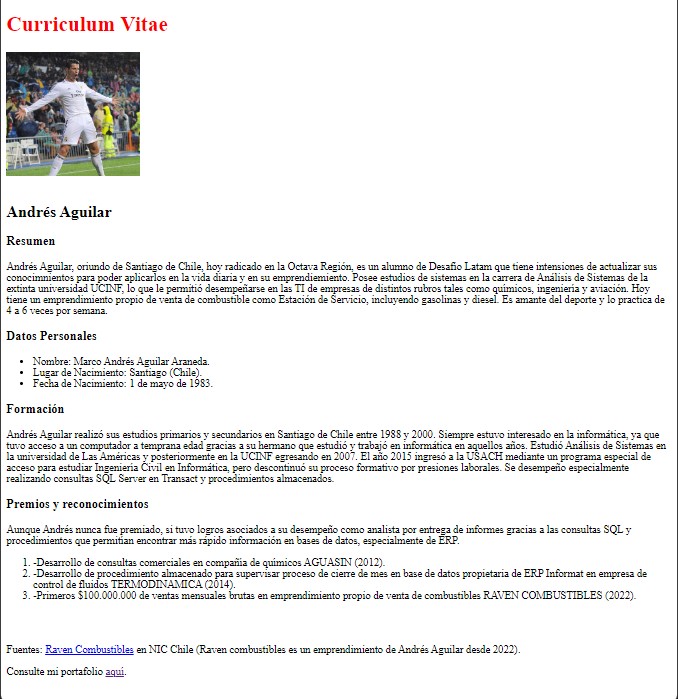 Curriculum Vitae
Andrés Aguilar
Resumen
Andrés Aguilar, oriundo de Santiago de Chile, hoy radicado en la Octava Región, es un alumno de Desafio Latam que tiene intensiones de actualizar sus
conocimnientos para poder aplicarlos en la vida diaria y en su emprendiemiento. Posee estudios de sistemas en la carrera de Análisis de Sistemas de la
extinta universidad UCINF, lo que le permitió desempeñarse en las TI de empresas de distintos rubros tales como quimicos, ingenieria y aviación. Hoy
tiene un emprendimiento propio de venta de combustible como Estación de Servicio, incluyendo gasolinas y diesel. Es amante del deporte y lo practica de
4 a 6 veces por semana.
Datos Personales
• Nombre: Marco Andrés Aguilar Araneda.
• Lugar de Nacimiento: Santiago (Chile).
• Fecha de Nacimiento: 1 de mayo de 1983.
Formación
Andrés Aguilar realizó sus estudios primarios y secundarios en Santiago de Chile entre 1988 y 2000. Siempre estuvo interesado en la informática, ya que
tuvo acceso a un computador a temprana edad gracias a su hermano que estudió y trabajó en informática en aquellos años. Estudió Análisis de Sistemas en
la universidad de Las Américas y posteriormente en la UCINF egresando en 2007. El año 2015 ingresó a la USACH mediante un programa especial de
acceso para estudiar Ingenieria Civil en Informática, pero descontinuó su proceso formativo por presiones laborales. Se desempeño especialmente
realizando consultas SQL Server en Transact y procedimientos almacenados.
Premios y reconocimientos
Aunque Andrés nunca fue premiado, si tuvo logros asociados a su desempeño como analista por entrega de informes gracias a las consultas SQL y
procedimientos que permitian encontrar más rápido información en bases de datos, especialmente de ERP.
1. -Desarrollo de consultas comerciales en compañia de quimicos AGUASIN (2012).
2. -Desarrollo de procedimiento almacenado para supervisar proceso de cierre de mes en base de datos propietaria de ERP Informat en empresa de
control de fluidos TERMODINAMICA (2014).
3. -Primeros $100.000.000 de ventas mensuales brutas en emprendimiento propio de venta de combustibles RAVEN COMBUSTIBLES (2022).
Fuentes: Raven Combustibles en NIC Chile (Raven combustibles es un emprendimiento de Andrés Aguilar desde 2022).
Consulte mi portafolio aquí.